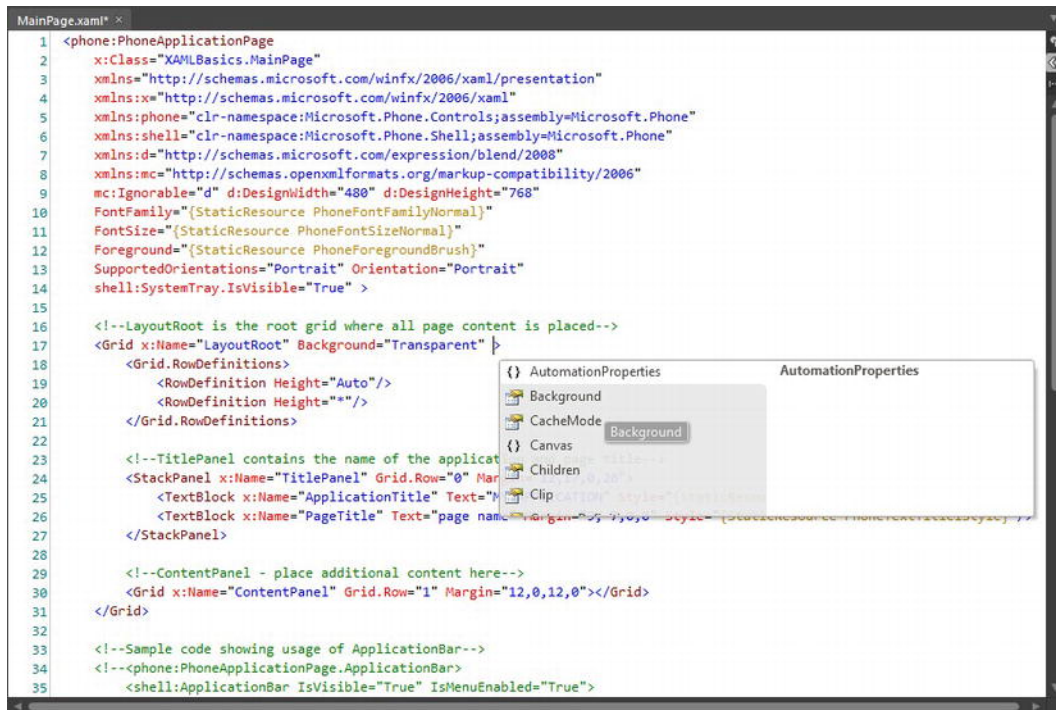 MainPage.xaml* ×
1 <phone:PhoneApplicationPage
2 x:Class="XAMLBasics.MainPage"
3 xmlns="http://schemas.microsoft.com/winfx/2006/xaml/presentation"
4 xmlns:x="http://schemas.microsoft.com/winfx/2006/xaml"
5 xmlns:phone="clr-namespace:Microsoft.Phone.Controls;assembly=Microsoft.Phone"
6 xmlns:shell="clr-namespace:Microsoft.Phone.Shell;assembly=Microsoft.Phone"
7 xmlns:d="http://schemas.microsoft.com/expression/blend/2008"
8 xmlns:mc="http://schemas.openxmlformats.org/markup-compatibility/2006"
9 mc:Ignorable="d" d:DesignWidth="480" d:DesignHeight="768"
10 FontFamily="{StaticResource PhoneFontFamilyNormal}"
11 FontSize="{StaticResource PhoneFontSizeNormal}"
12 Foreground="{StaticResource PhoneForegroundBrush}"
13 SupportedOrientations="Portrait" Orientation="Portrait"
14 shell:SystemTray.IsVisible="True" >
15
16 <!--LayoutRoot is the root grid where all page content is placed-->
17 <Grid x:Name="LayoutRoot" Background="Transparent" >
18 <Grid.RowDefinitions>
{} AutomationProperties AutomationProperties
19 <RowDefinition Height="Auto"/>
Background
20 <RowDefinition Height="*"/>
CacheMode
21 </Grid.RowDefinitions>
Background
22
{} Canvas
23 <!--TitlePanel contains the name of the application and page title-->
Children
24 <StackPanel x:Name="TitlePanel" Grid.Row="0" Mar
Clip
25 <TextBlock x:Name="ApplicationTitle" Text="M
26 <TextBlock x:Name="PageTitle" Text="page name"
27 </StackPanel>
28
29 <!--ContentPanel - place additional content here-->
30 <Grid x:Name="ContentPanel" Grid.Row="1" Margin="12,0,12,0"></Grid>
31 </Grid>
32
33 <!--Sample code showing usage of ApplicationBar-->
34 <!--<phone:PhoneApplicationPage.ApplicationBar>
35 <shell:ApplicationBar IsVisible="True" IsMenuEnabled="True">